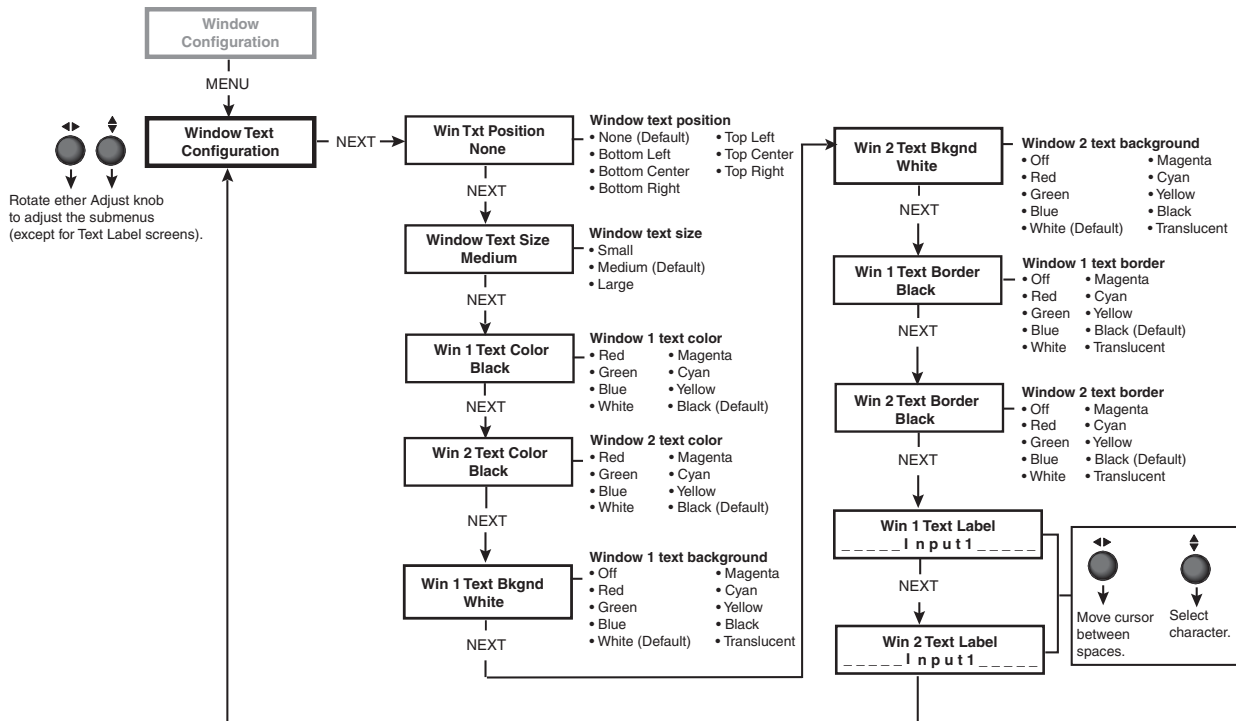 Window
Configuration
MENU
Window Text
Configuration
NEXT
Rotate ether Adjust knob
to adjust the submenus
(except for Text Label screens).
Win Txt Position
None
Window text position
• None (Default)
• Bottom Left
• Bottom Center
• Bottom Right
• Top Left
• Top Center
• Top Right
NEXT
Window Text Size
Medium
Window text size
• Small
• Medium (Default)
• Large
NEXT
Win 1 Text Color
Black
Window 1 text color
• Red
• Green
• Blue
• White
• Magenta
• Cyan
• Yellow
• Black (Default)
NEXT
Win 2 Text Color
Black
Window 2 text color
• Red
• Green
• Blue
• White
• Magenta
• Cyan
• Yellow
• Black (Default)
NEXT
Win 1 Text Bkgnd
White
Window 1 text background
• Off
• Red
• Green
• Blue
• White (Default)
• Magenta
• Cyan
• Yellow
• Black
• Translucent
NEXT
Win 2 Text Bkgnd
White
Window 2 text background
• Off
• Red
• Green
• Blue
• White (Default)
• Magenta
• Cyan
• Yellow
• Black
• Translucent
NEXT
Win 1 Text Border
Black
Window 1 text border
• Off
• Red
• Green
• Blue
• White
• Magenta
• Cyan
• Yellow
• Black (Default)
• Translucent
NEXT
Win 2 Text Border
Black
Window 2 text border
• Off
• Red
• Green
• Blue
• White
• Magenta
• Cyan
• Yellow
• Black (Default)
• Translucent
NEXT
Win 1 Text Label
_ _ _ _ _ I n p u t 1 _ _ _ _ _
NEXT
Win 2 Text Label
_ _ _ _ _ I n p u t 1 _ _ _ _ _
Move cursor
between
spaces.
Select
character.